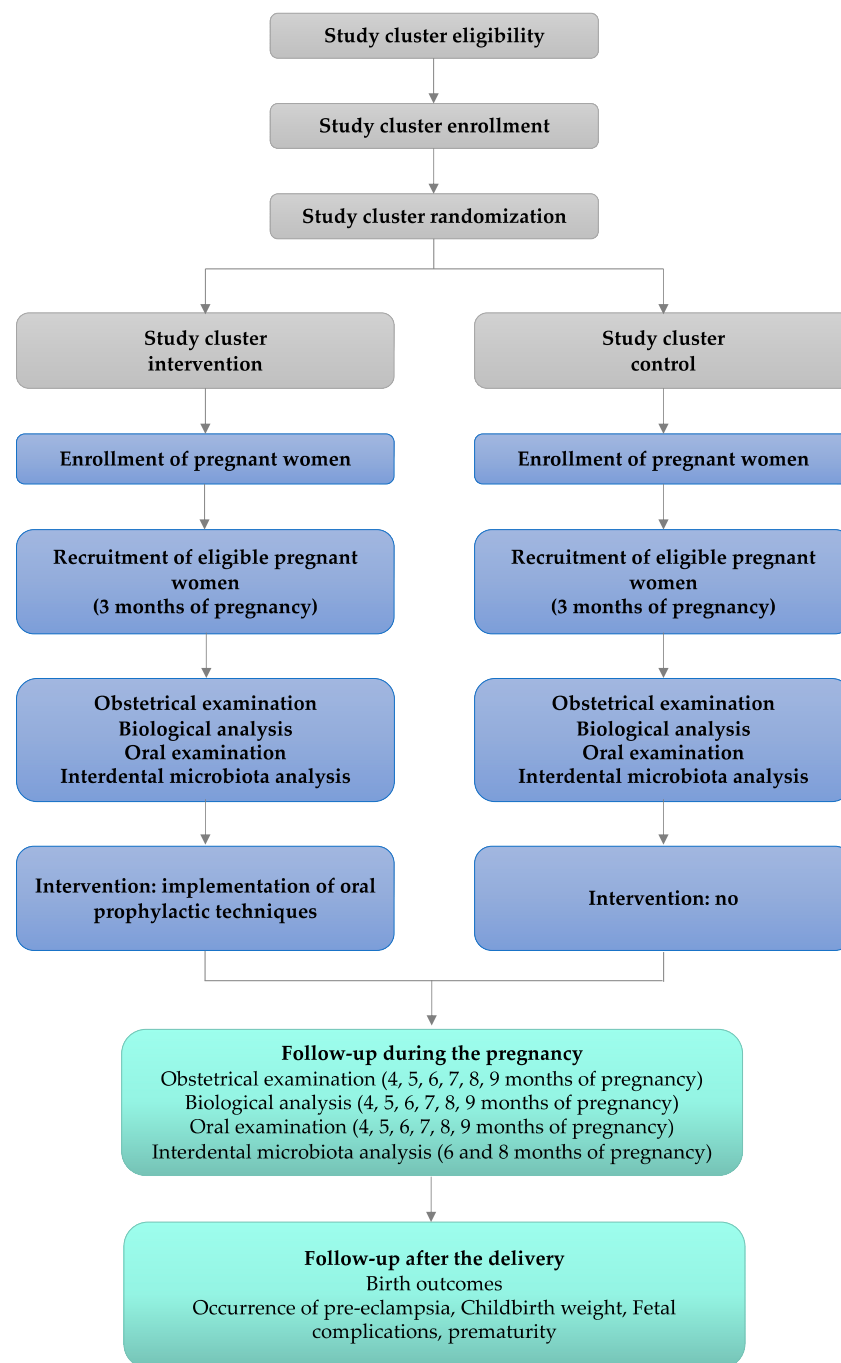 Study cluster eligibility
Study cluster enrollment
Study cluster randomization
Study cluster
intervention
Study cluster
control
Enrollment of pregnant women
Enrollment of pregnant women
Recruitment of eligible pregnant
women
(3 months of pregnancy)
Recruitment of eligible pregnant
women
(3 months of pregnancy)
Obstetrical examination
Biological analysis
Oral examination
Interdental microbiota analysis
Obstetrical examination
Biological analysis
Oral examination
Interdental microbiota analysis
Intervention: implementation of oral
prophylactic techniques
Intervention: no
Follow-up during the pregnancy
Obstetrical examination (4, 5, 6, 7, 8, 9 months of pregnancy)
Biological analysis (4, 5, 6, 7, 8, 9 months of pregnancy)
Oral examination (4, 5, 6, 7, 8, 9 months of pregnancy)
Interdental microbiota analysis (6 and 8 months of pregnancy)
Follow-up after the delivery
Birth outcomes
Occurrence of pre-eclampsia, Childbirth weight, Fetal
complications, prematurity